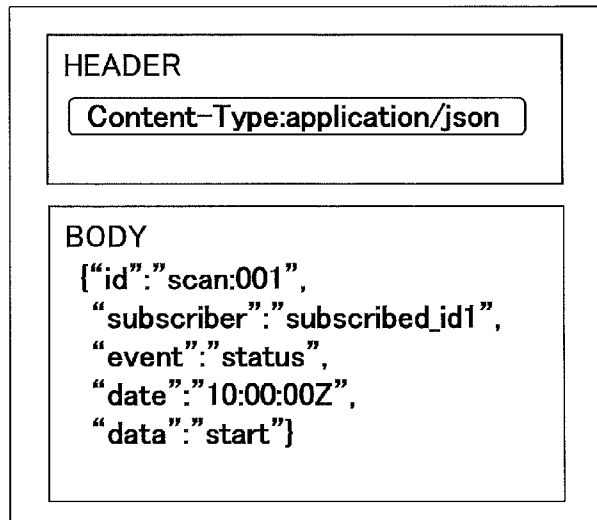 HEADER
Content-Type:application/json
BODY
{“id”:”scan:001”,
“subscriber”:”subscribed_id1”,
“event”:”status”,
“date”:”10:00:00Z”,
“data”:”start”}